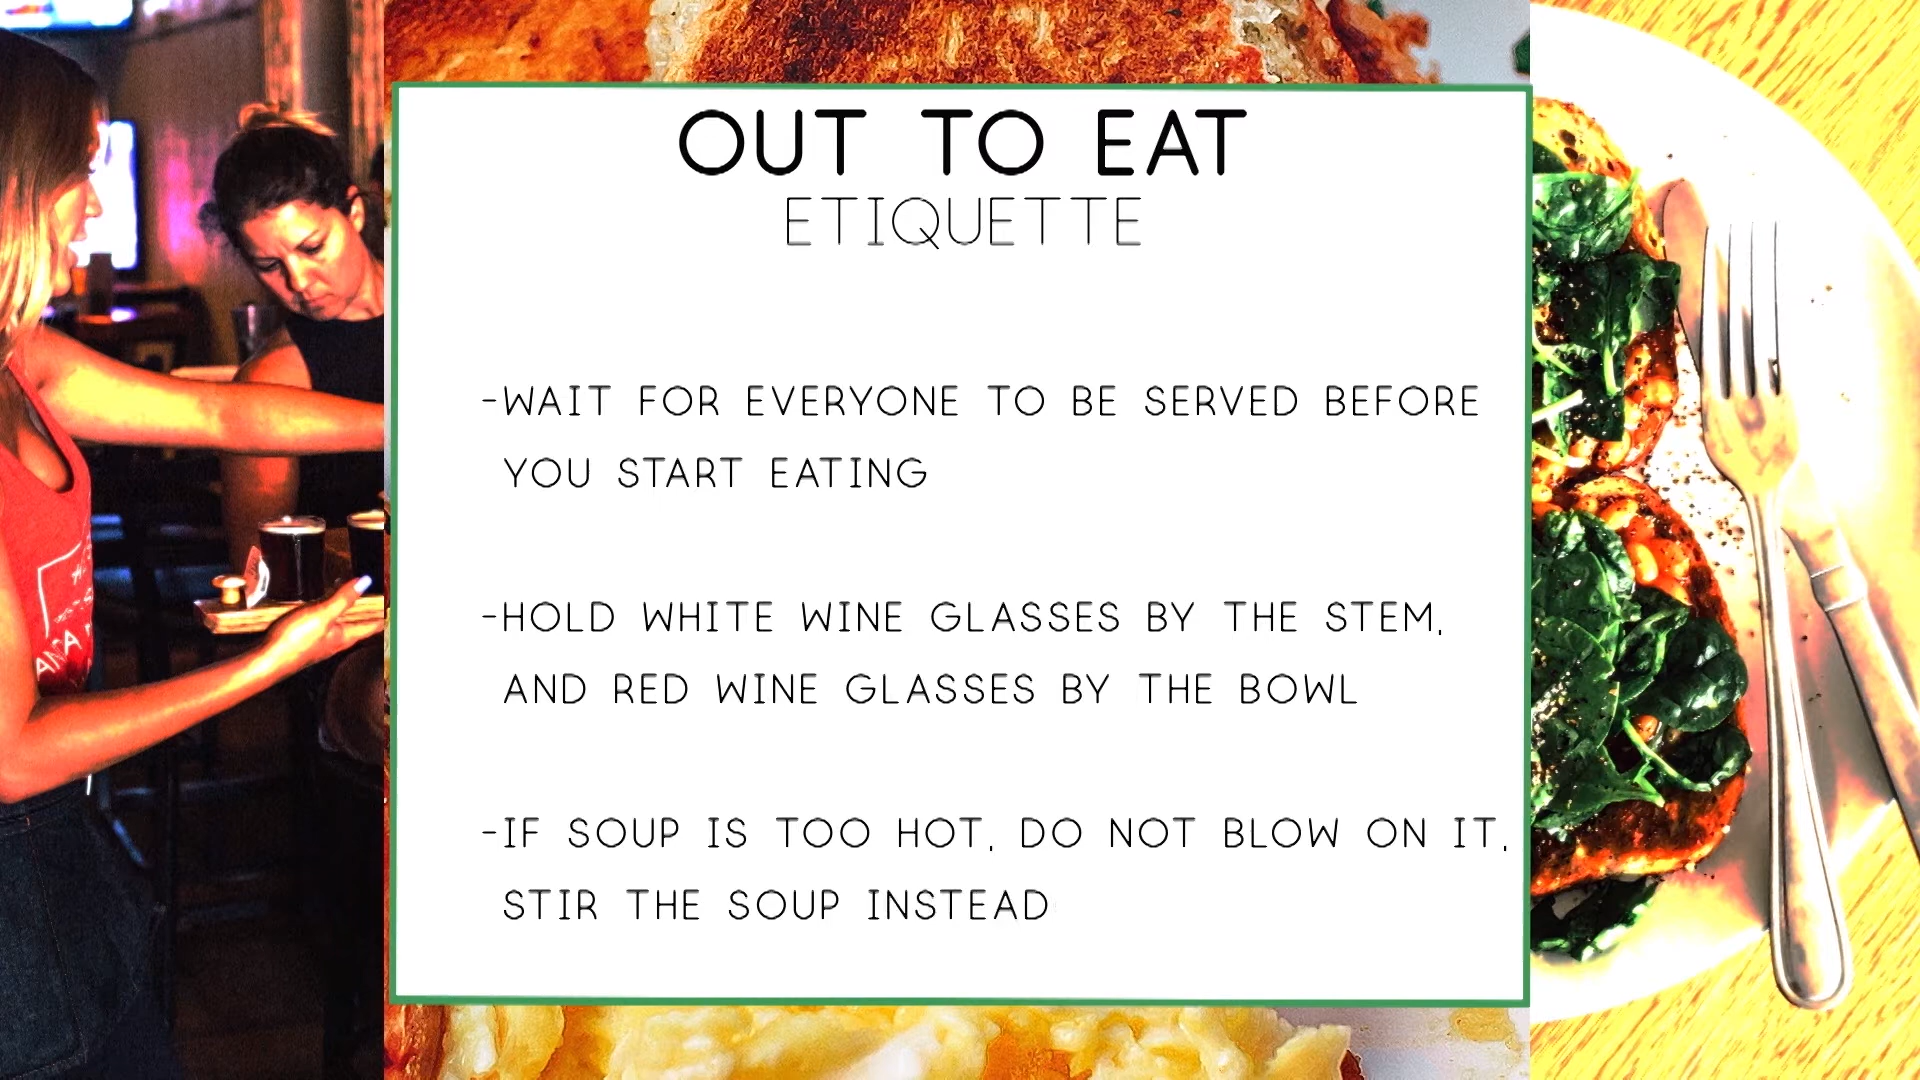 OUT TO EAT
ETIQUETTE
-WAIT FOR EVERYONE TO BE SERVED BEFORE
YOU START EATING
-HOLD WHITE WINE GLASSES BY THE STEM,
AND RED WINE GLASSES BY THE BOWL
-IF SOUP IS TOO HOT, DO NOT BLOW ON IT,
STIR THE SOUP INSTEAD